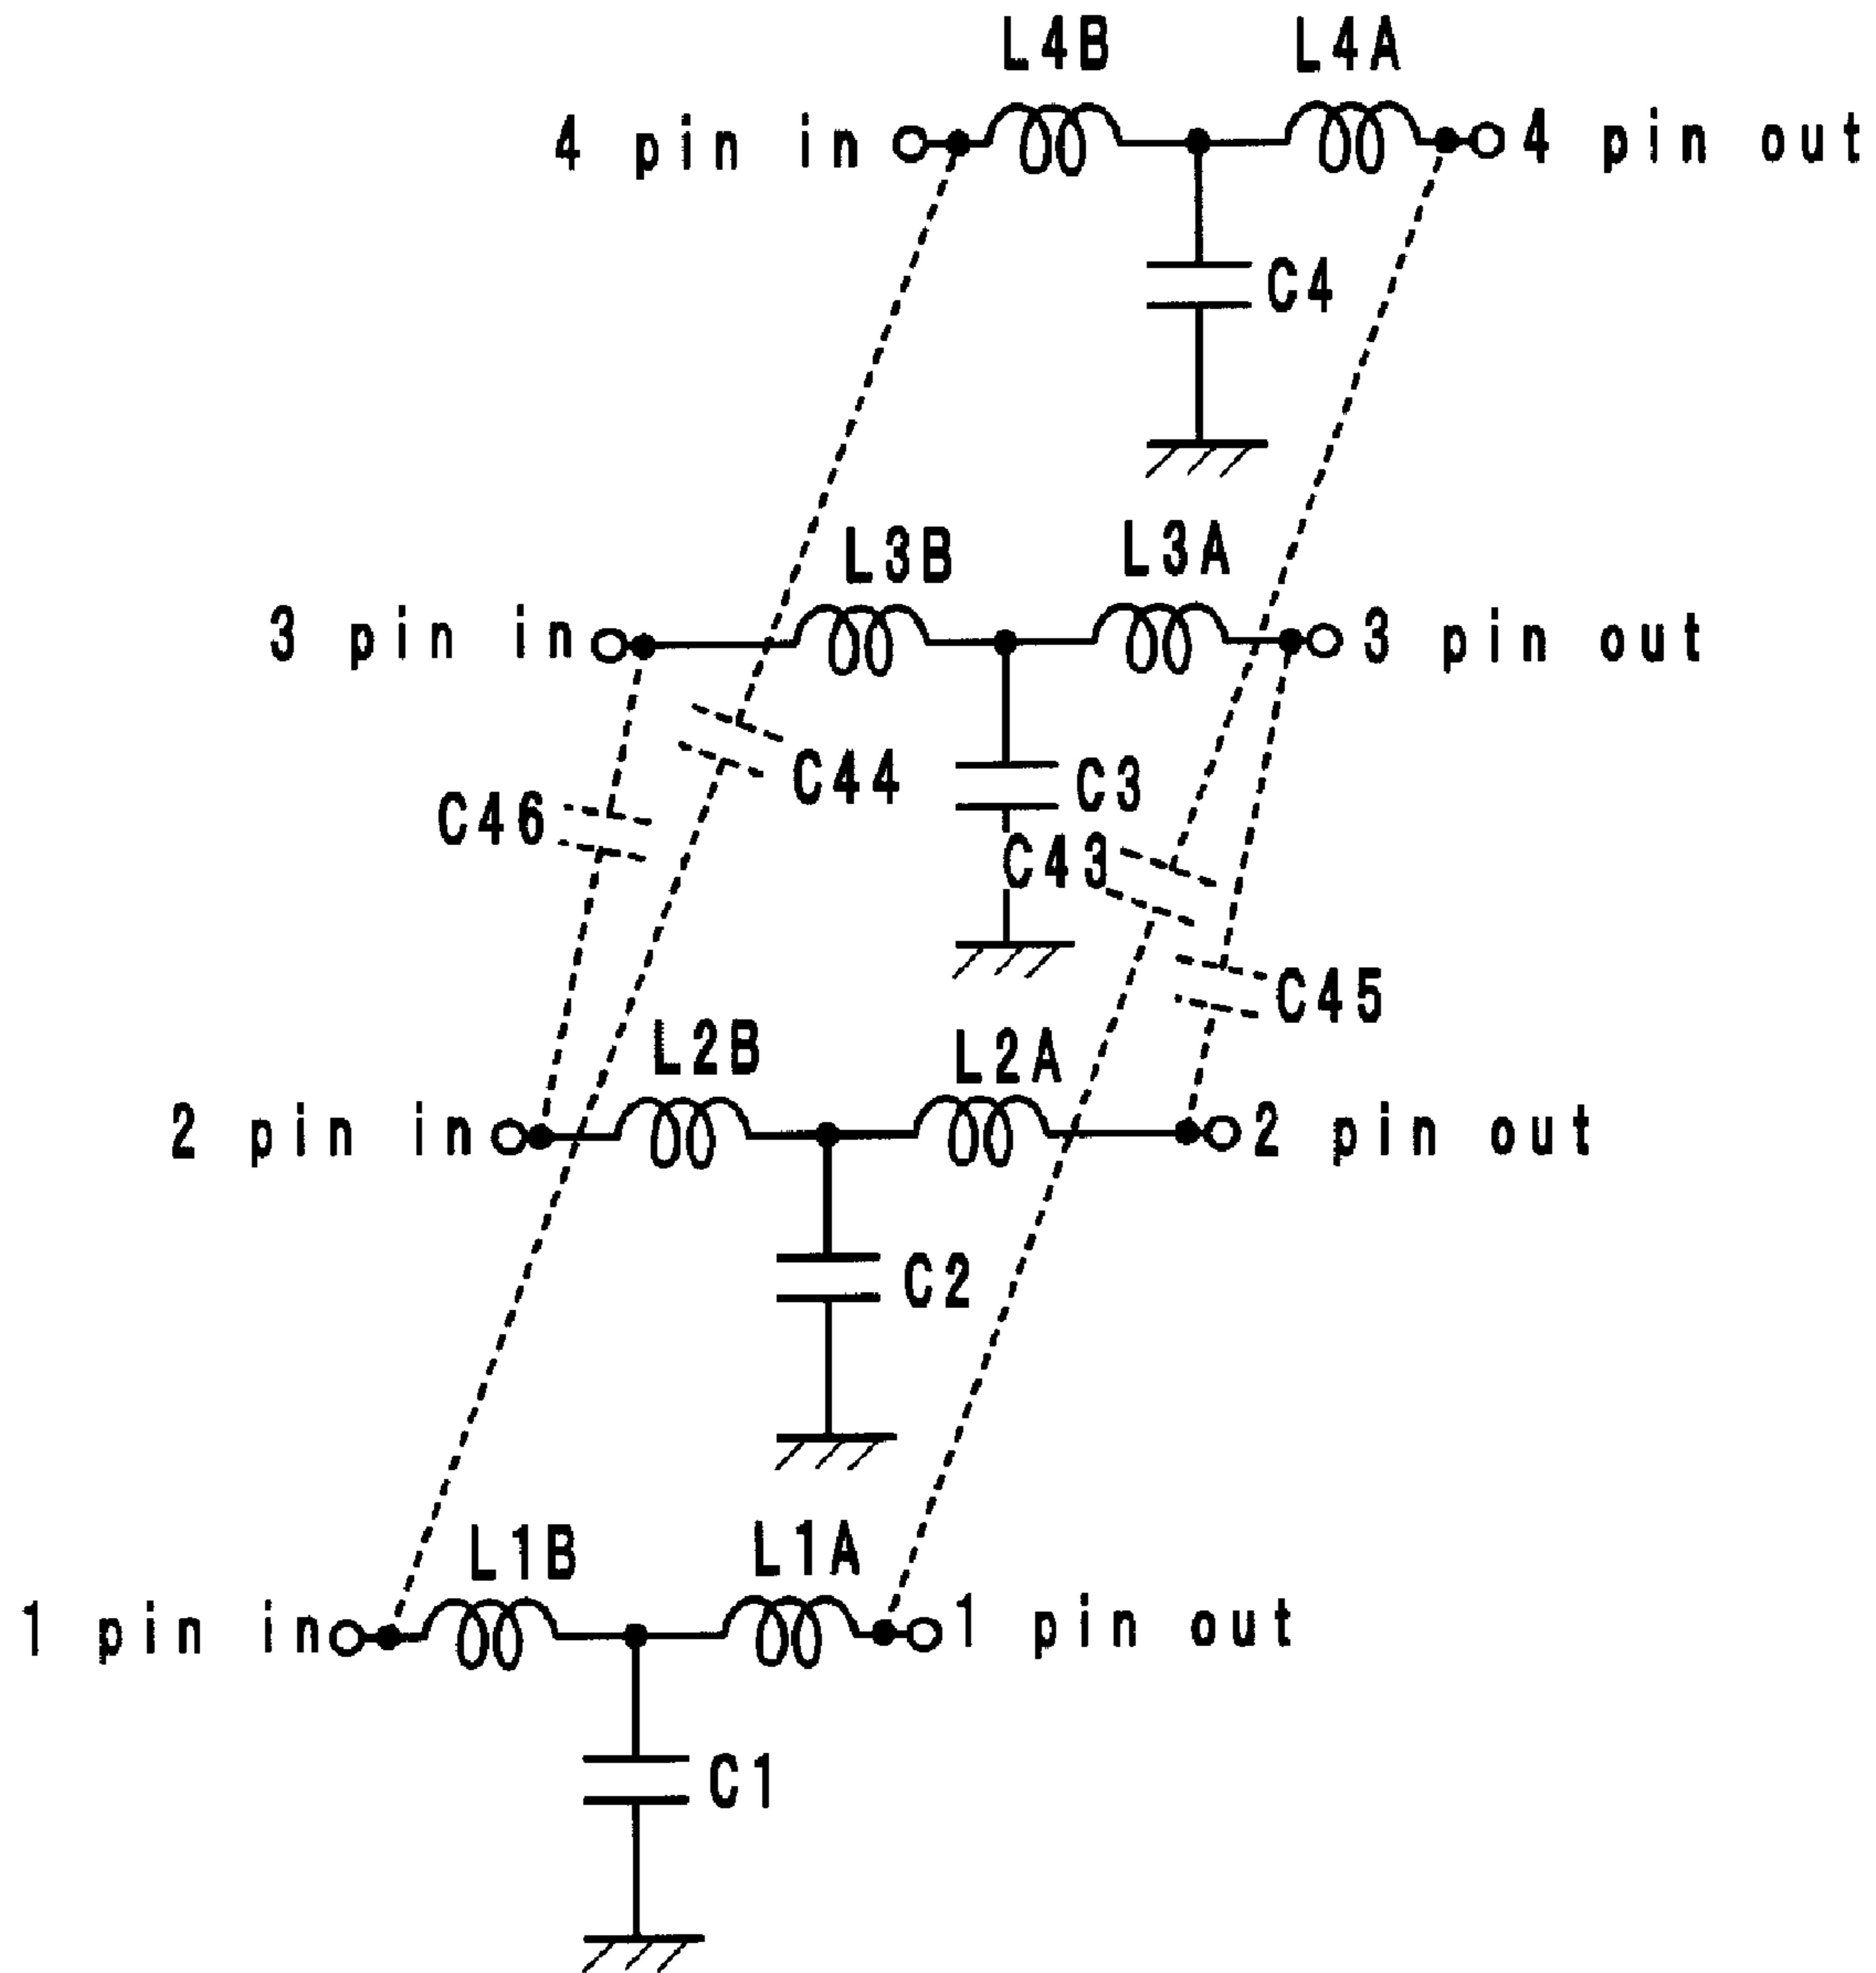 L4B L4A
4 pin in 4 pin out
C4
L3B L3A
3 pin in 3 pin out
C44 C3
C46 C43
C45
L2B L2A
2 pin in 2 pin out
C2
L1B L1A
1 pin in 1 pin out
C1